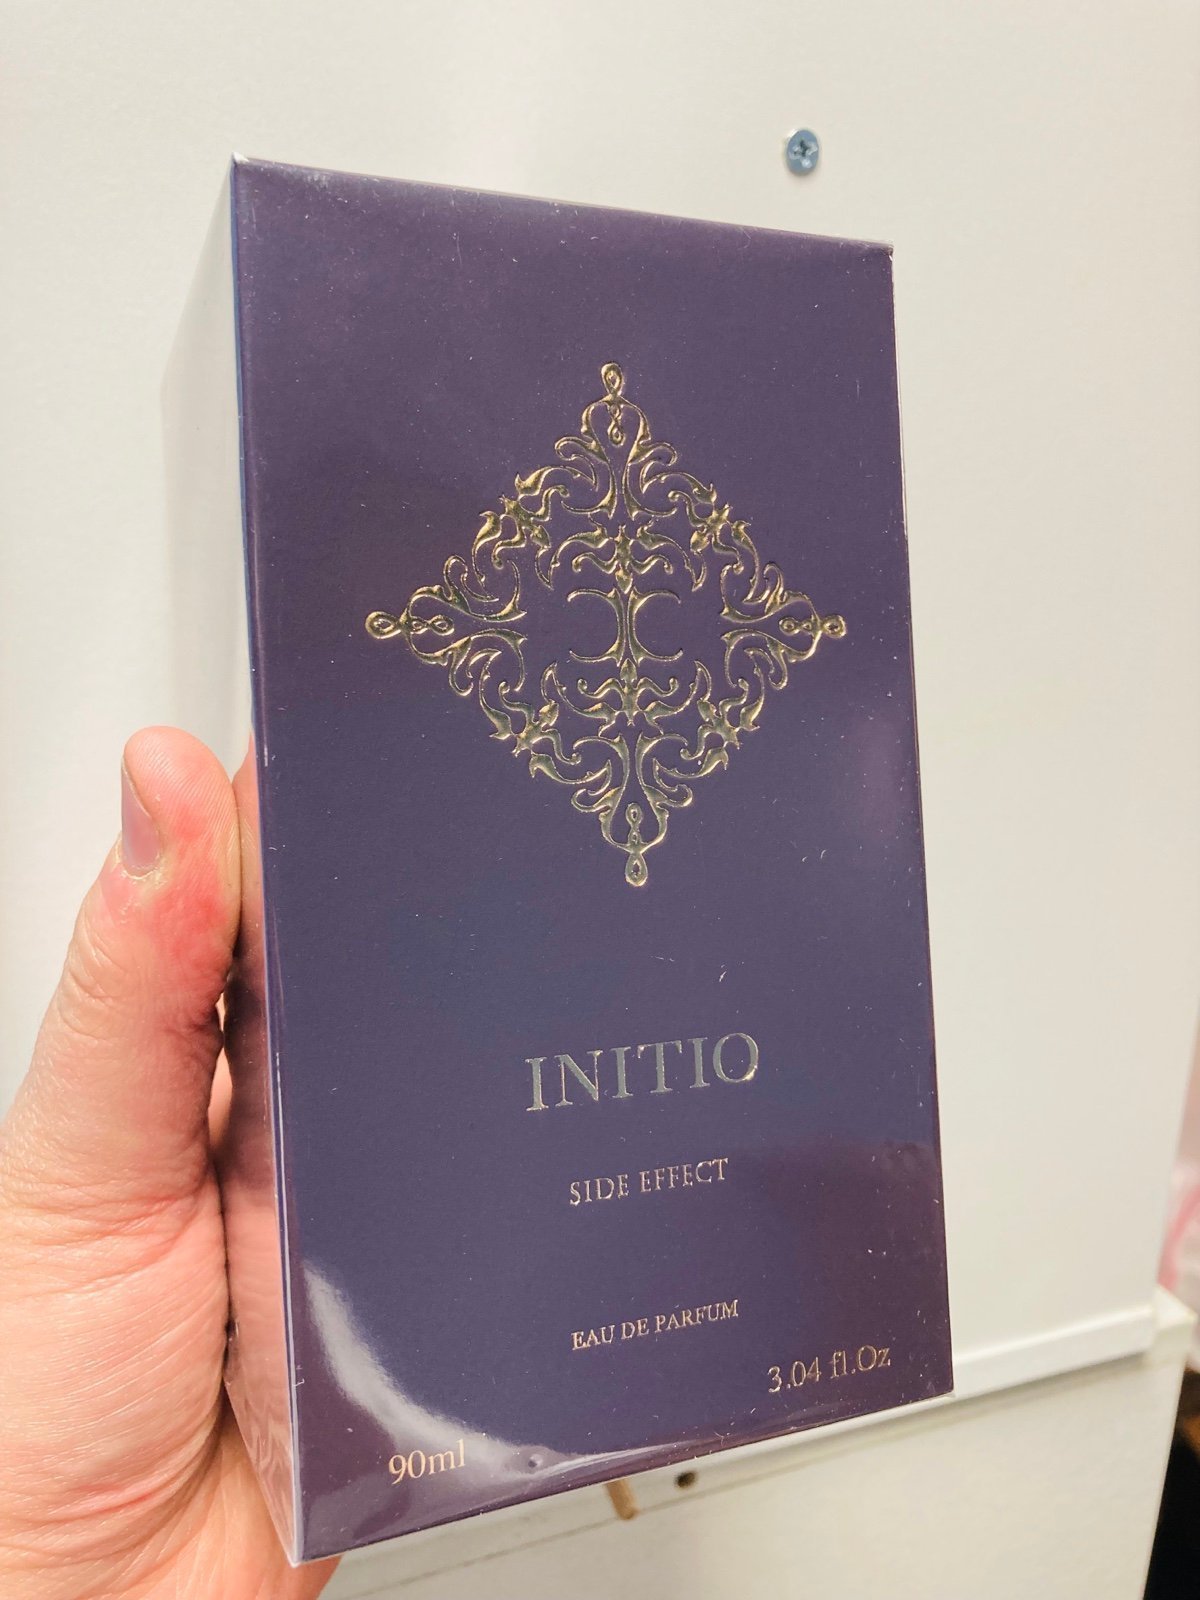 INITIO
SIDE EFFECT
EAU DE PARFUM
3.04 fl.Oz
90ml